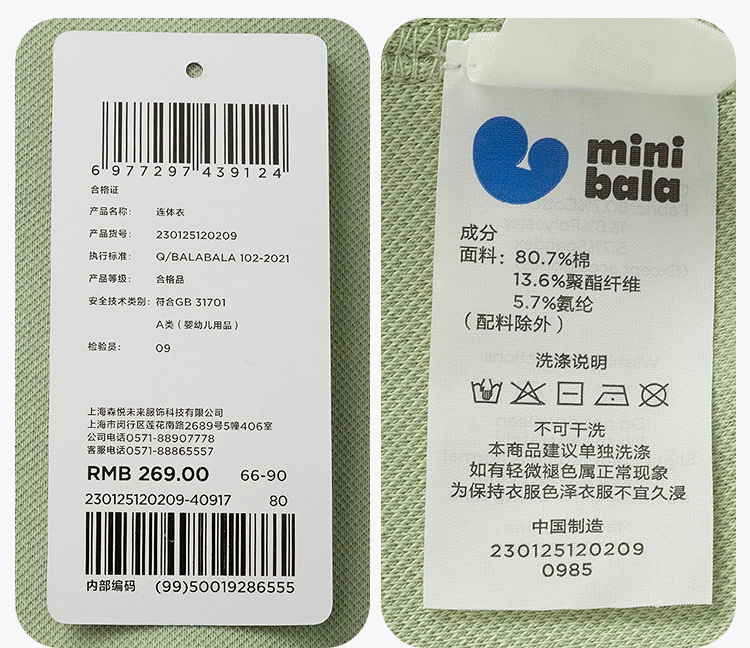 6 977297 439124
合格证
产品名称: 连体衣
产品货号: 230125120209
执行标准: Q/BALABALA 102-2021
产品等级: 合格品
安全技术类别: 符合GB 31701
A类（婴幼儿用品）
检验员: 09
上海森悦未来服饰科技有限公司
上海市闵行区莲花南路2689号5幢406室
公司电话0571-88907778
客服电话0571-88865557
RMB 269.00 66-90
230125120209-40917 80
内部编码 (99)50019286555
mini
bala
成分
面料: 80.7%棉
13.6%聚酯纤维
5.7%氨纶
（配料除外）
洗涤说明
不可干洗
本商品建议单独洗涤
如有轻微褪色属正常现象
为保持衣服色泽衣服不宜久浸
中国制造
230125120209
0985